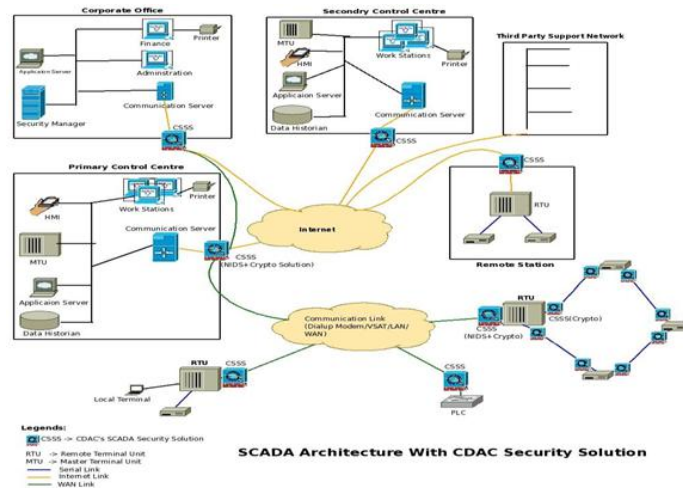 Corporate Office
Finance
Printer
Applicaion Server
Adminstration
Communication Server
Security Manager
CSSS
Secondry Control Centre
MTU
Work Stations
HMI
Printer
Applicaion Server
Communication Server
Data Historian
CSSS
Third Party Support Network
CSSS
RTU
Remote Station
Primary Control Centre
Printer
HMI
Work Stations
Communication Server
MTU
CSSS
(NIDS+Crypto Solution)
Applicaion Server
Data Historian
Internet
Communication Link
(Dialup Modem/VSAT/LAN/
WAN)
RTU
CSSS(Crypto)
CSSS
(NIDS+Crypto)
RTU
CSSS
Local Terminal
CSSS
PLC
Legends:
CSSS -> CDAC's SCADA Security Solution
RTU -> Remote Terminal Unit
MTU -> Master Terminal Unit
Serial Link
Internet Link
WAN Link
SCADA Architecture With CDAC Security Solution